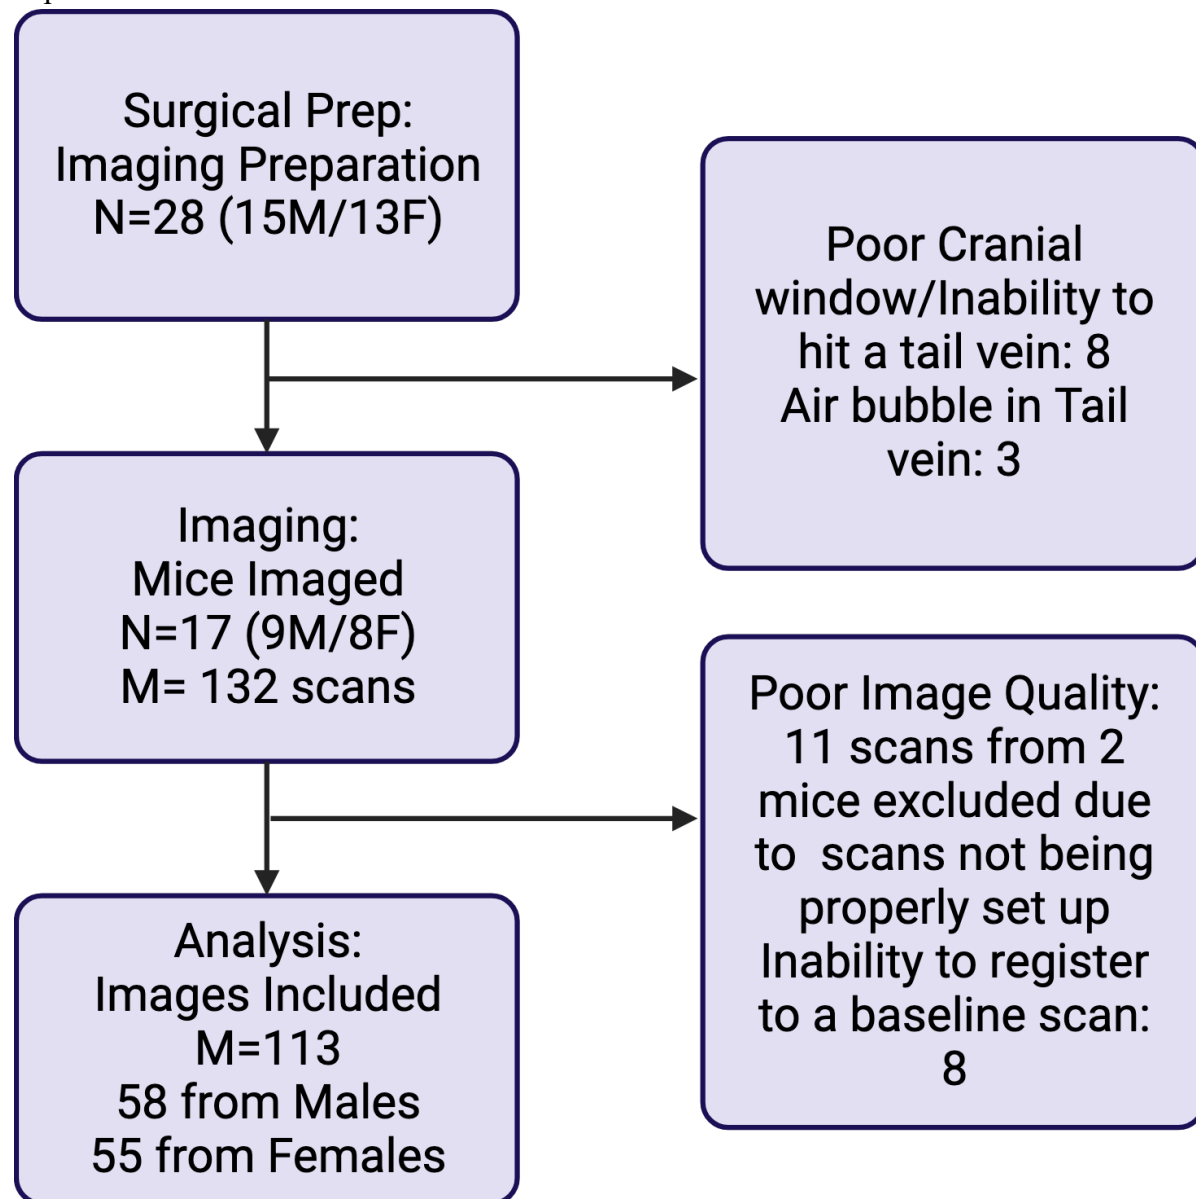 Surgical Prep:
Imaging Preparation
N=28 (15M/13F)
Poor Cranial
window/Inability to
hit a tail vein: 8
Air bubble in Tail
vein: 3
Imaging:
Mice Imaged
N=17 (9M/8F)
M= 132 scans
Poor Image Quality:
11 scans from 2
mice excluded due
to  scans not being
properly set up
Inability to register
to a baseline scan:
8
Analysis:
Images Included
M=113
58 from Males
55 from Females